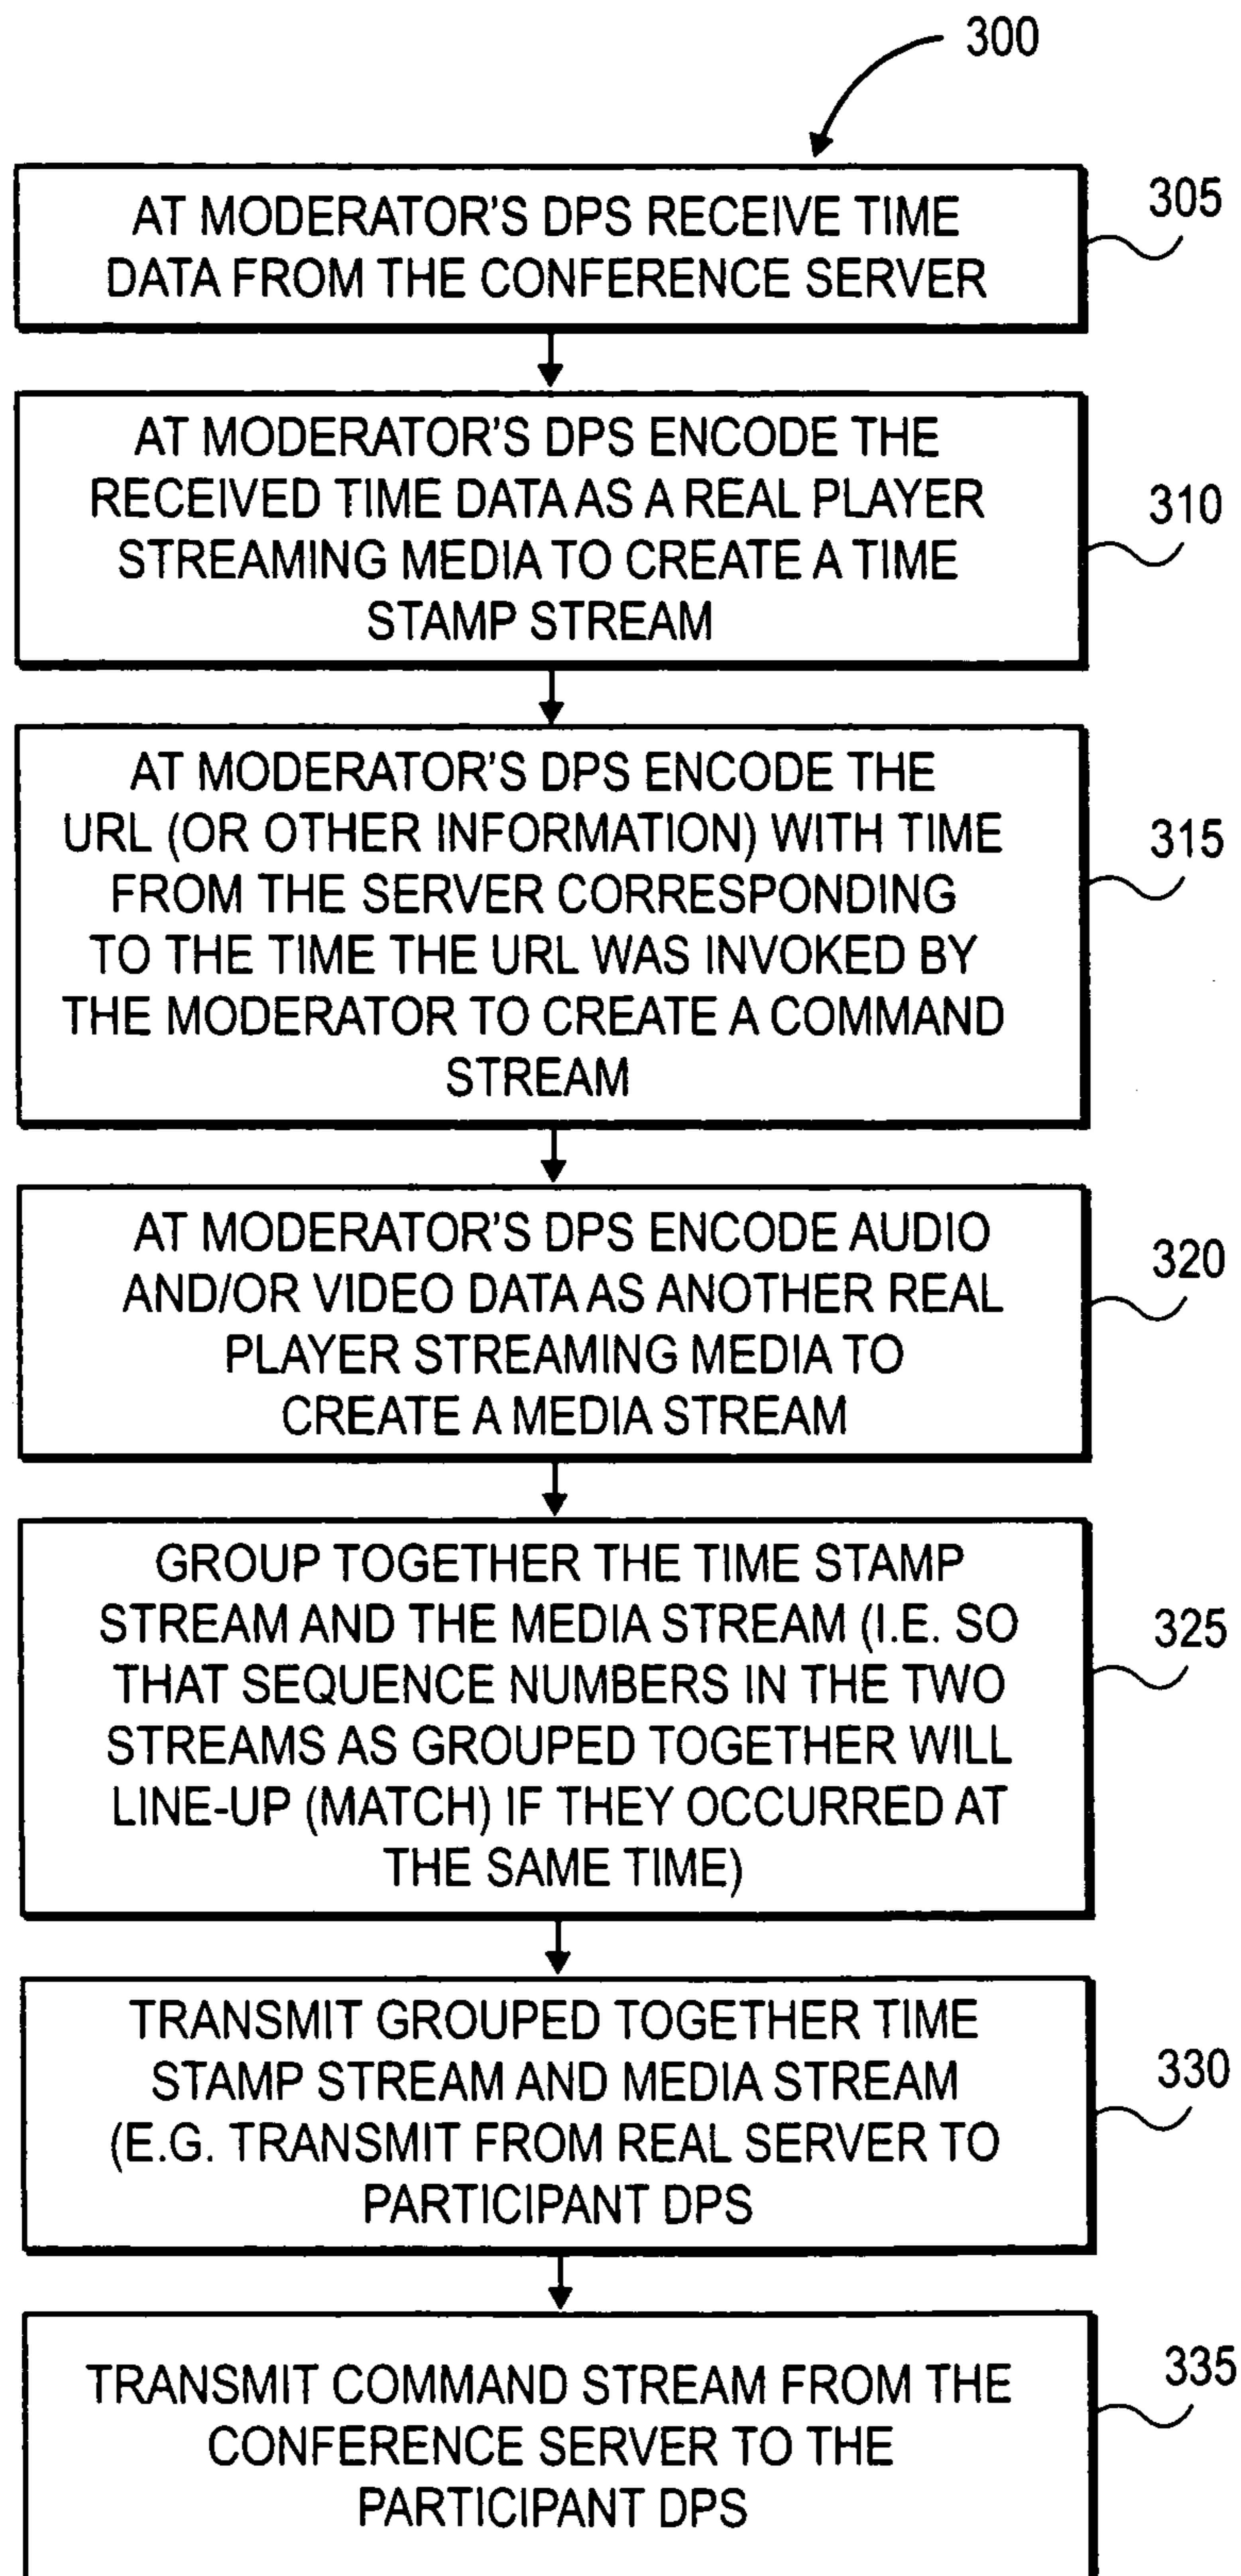 300
AT MODERATOR'S DPS RECEIVE TIME
DATA FROM THE CONFERENCE SERVER
305
AT MODERATOR'S DPS ENCODE THE
RECEIVED TIME DATA AS A REAL PLAYER
STREAMING MEDIA TO CREATE A TIME
STAMP STREAM
310
AT MODERATOR'S DPS ENCODE THE
URL (OR OTHER INFORMATION) WITH TIME
FROM THE SERVER CORRESPONDING
TO THE TIME THE URL WAS INVOKED BY
THE MODERATOR TO CREATE A COMMAND
STREAM
315
AT MODERATOR'S DPS ENCODE AUDIO
AND/OR VIDEO DATA AS ANOTHER REAL
PLAYER STREAMING MEDIA TO
CREATE A MEDIA STREAM
320
GROUP TOGETHER THE TIME STAMP
STREAM AND THE MEDIA STREAM (I.E. SO
THAT SEQUENCE NUMBERS IN THE TWO
STREAMS AS GROUPED TOGETHER WILL
LINE-UP (MATCH) IF THEY OCCURRED AT
THE SAME TIME)
325
TRANSMIT GROUPED TOGETHER TIME
STAMP STREAM AND MEDIA STREAM
(E.G. TRANSMIT FROM REAL SERVER TO
PARTICIPANT DPS
330
TRANSMIT COMMAND STREAM FROM THE
CONFERENCE SERVER TO THE
PARTICIPANT DPS
335